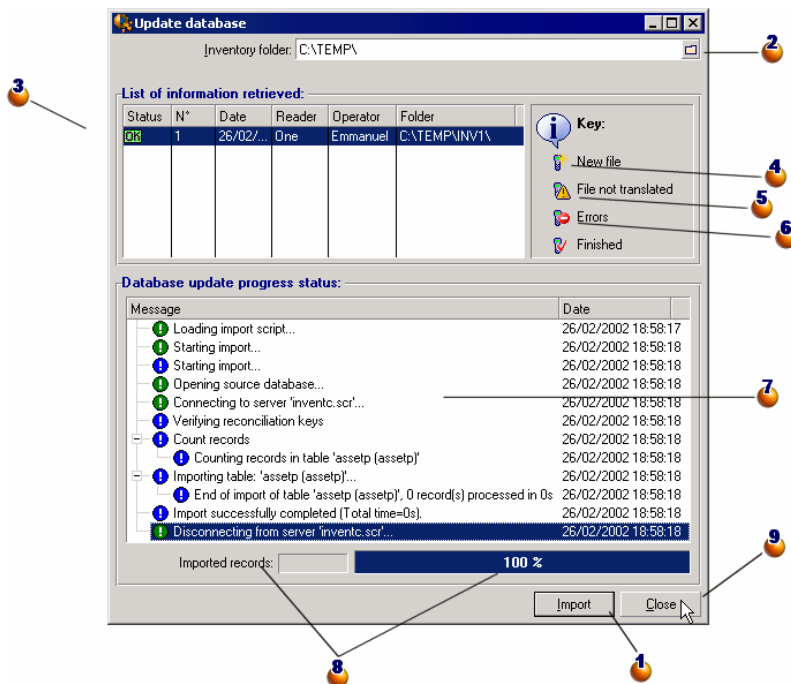 Update database
Inventory folder: C:\TEMP\
2
3
List of information retrieved:
Status N° Date Reader Operator Folder
OK 1 26/02/... One Emmanuel C:\TEMP\INV1\
Key:
New file
4
File not translated
5
Errors
6
Finished
Database update progress status:
Message Date
Loading import script... 26/02/2002 18:58:17
Starting import... 26/02/2002 18:58:18
Starting import... 26/02/2002 18:58:18
Opening source database... 26/02/2002 18:58:18
Connecting to server 'inventc.scr'... 26/02/2002 18:58:18
7
Verifying reconciliation keys 26/02/2002 18:58:18
Count records 26/02/2002 18:58:18
Counting records in table 'assetp (assetp)' 26/02/2002 18:58:18
Importing table: 'assetp (assetp)'... 26/02/2002 18:58:18
End of import of table 'assetp (assetp)', 0 record(s) processed in 0s 26/02/2002 18:58:18
Import successfully completed (Total time=0s). 26/02/2002 18:58:18
Disconnecting from server 'inventc.scr'... 26/02/2002 18:58:18
Imported records: 100 %
9
Import Close
8
1